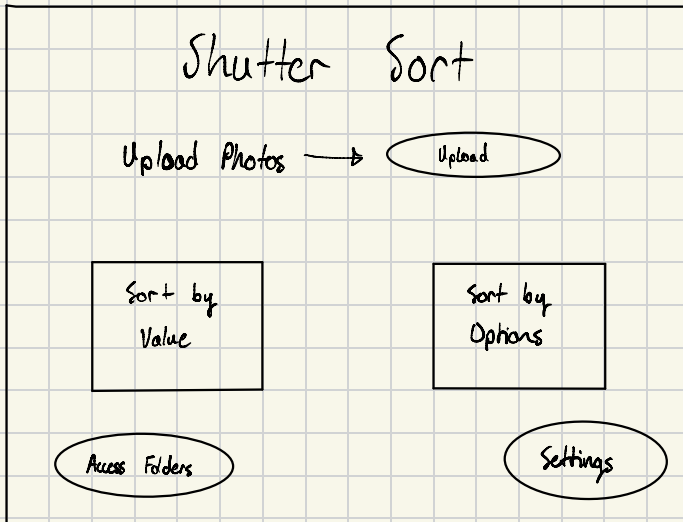 Shutter Sort
Upload Photos
Upload
Sort by
Value
Sort by
Options
Access Folders
Settings